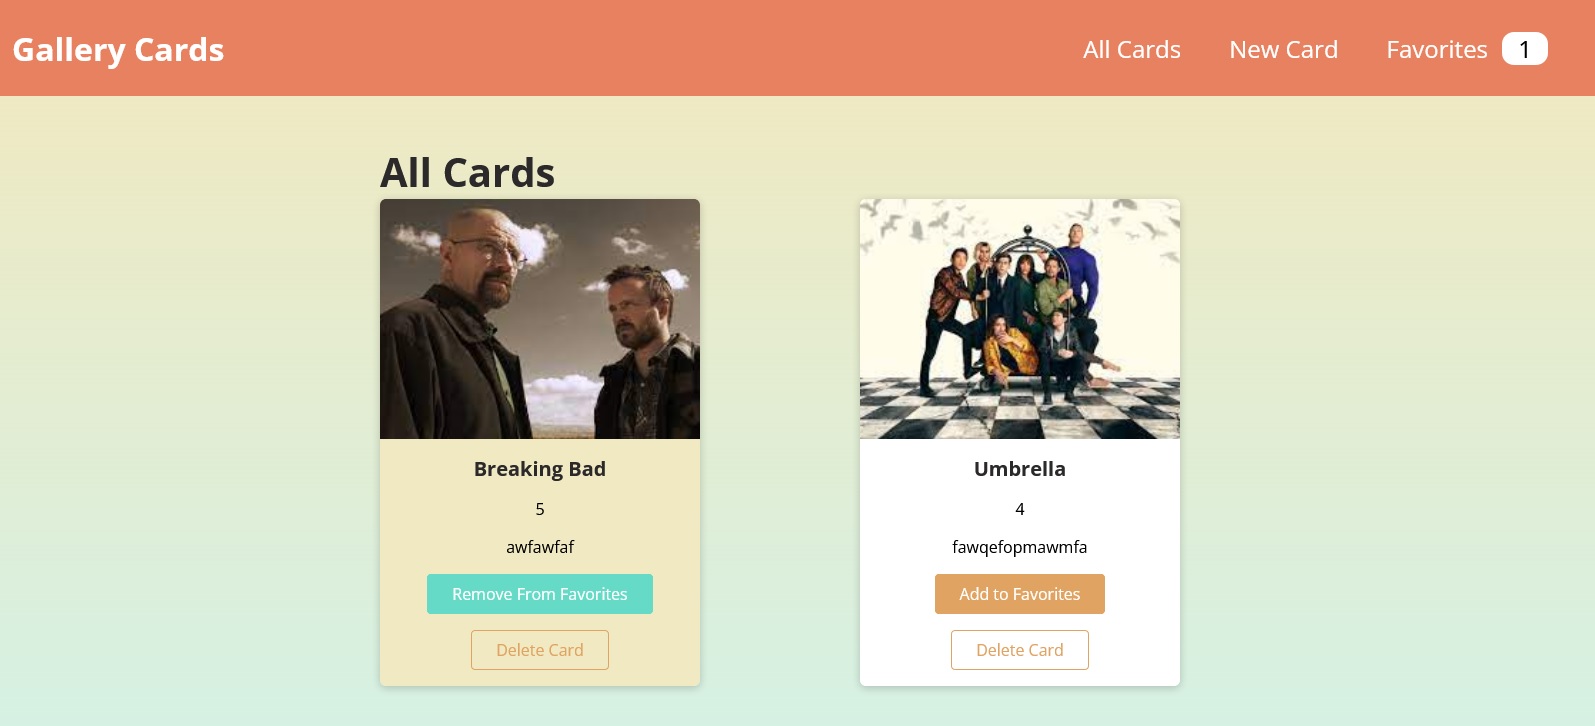 Gallery Cards
All Cards
New Card
Favorites 1
All Cards
Breaking Bad
5
awfawfaf
Remove From Favorites
Delete Card
Umbrella
4
fawqefopmawmfa
Add to Favorites
Delete Card